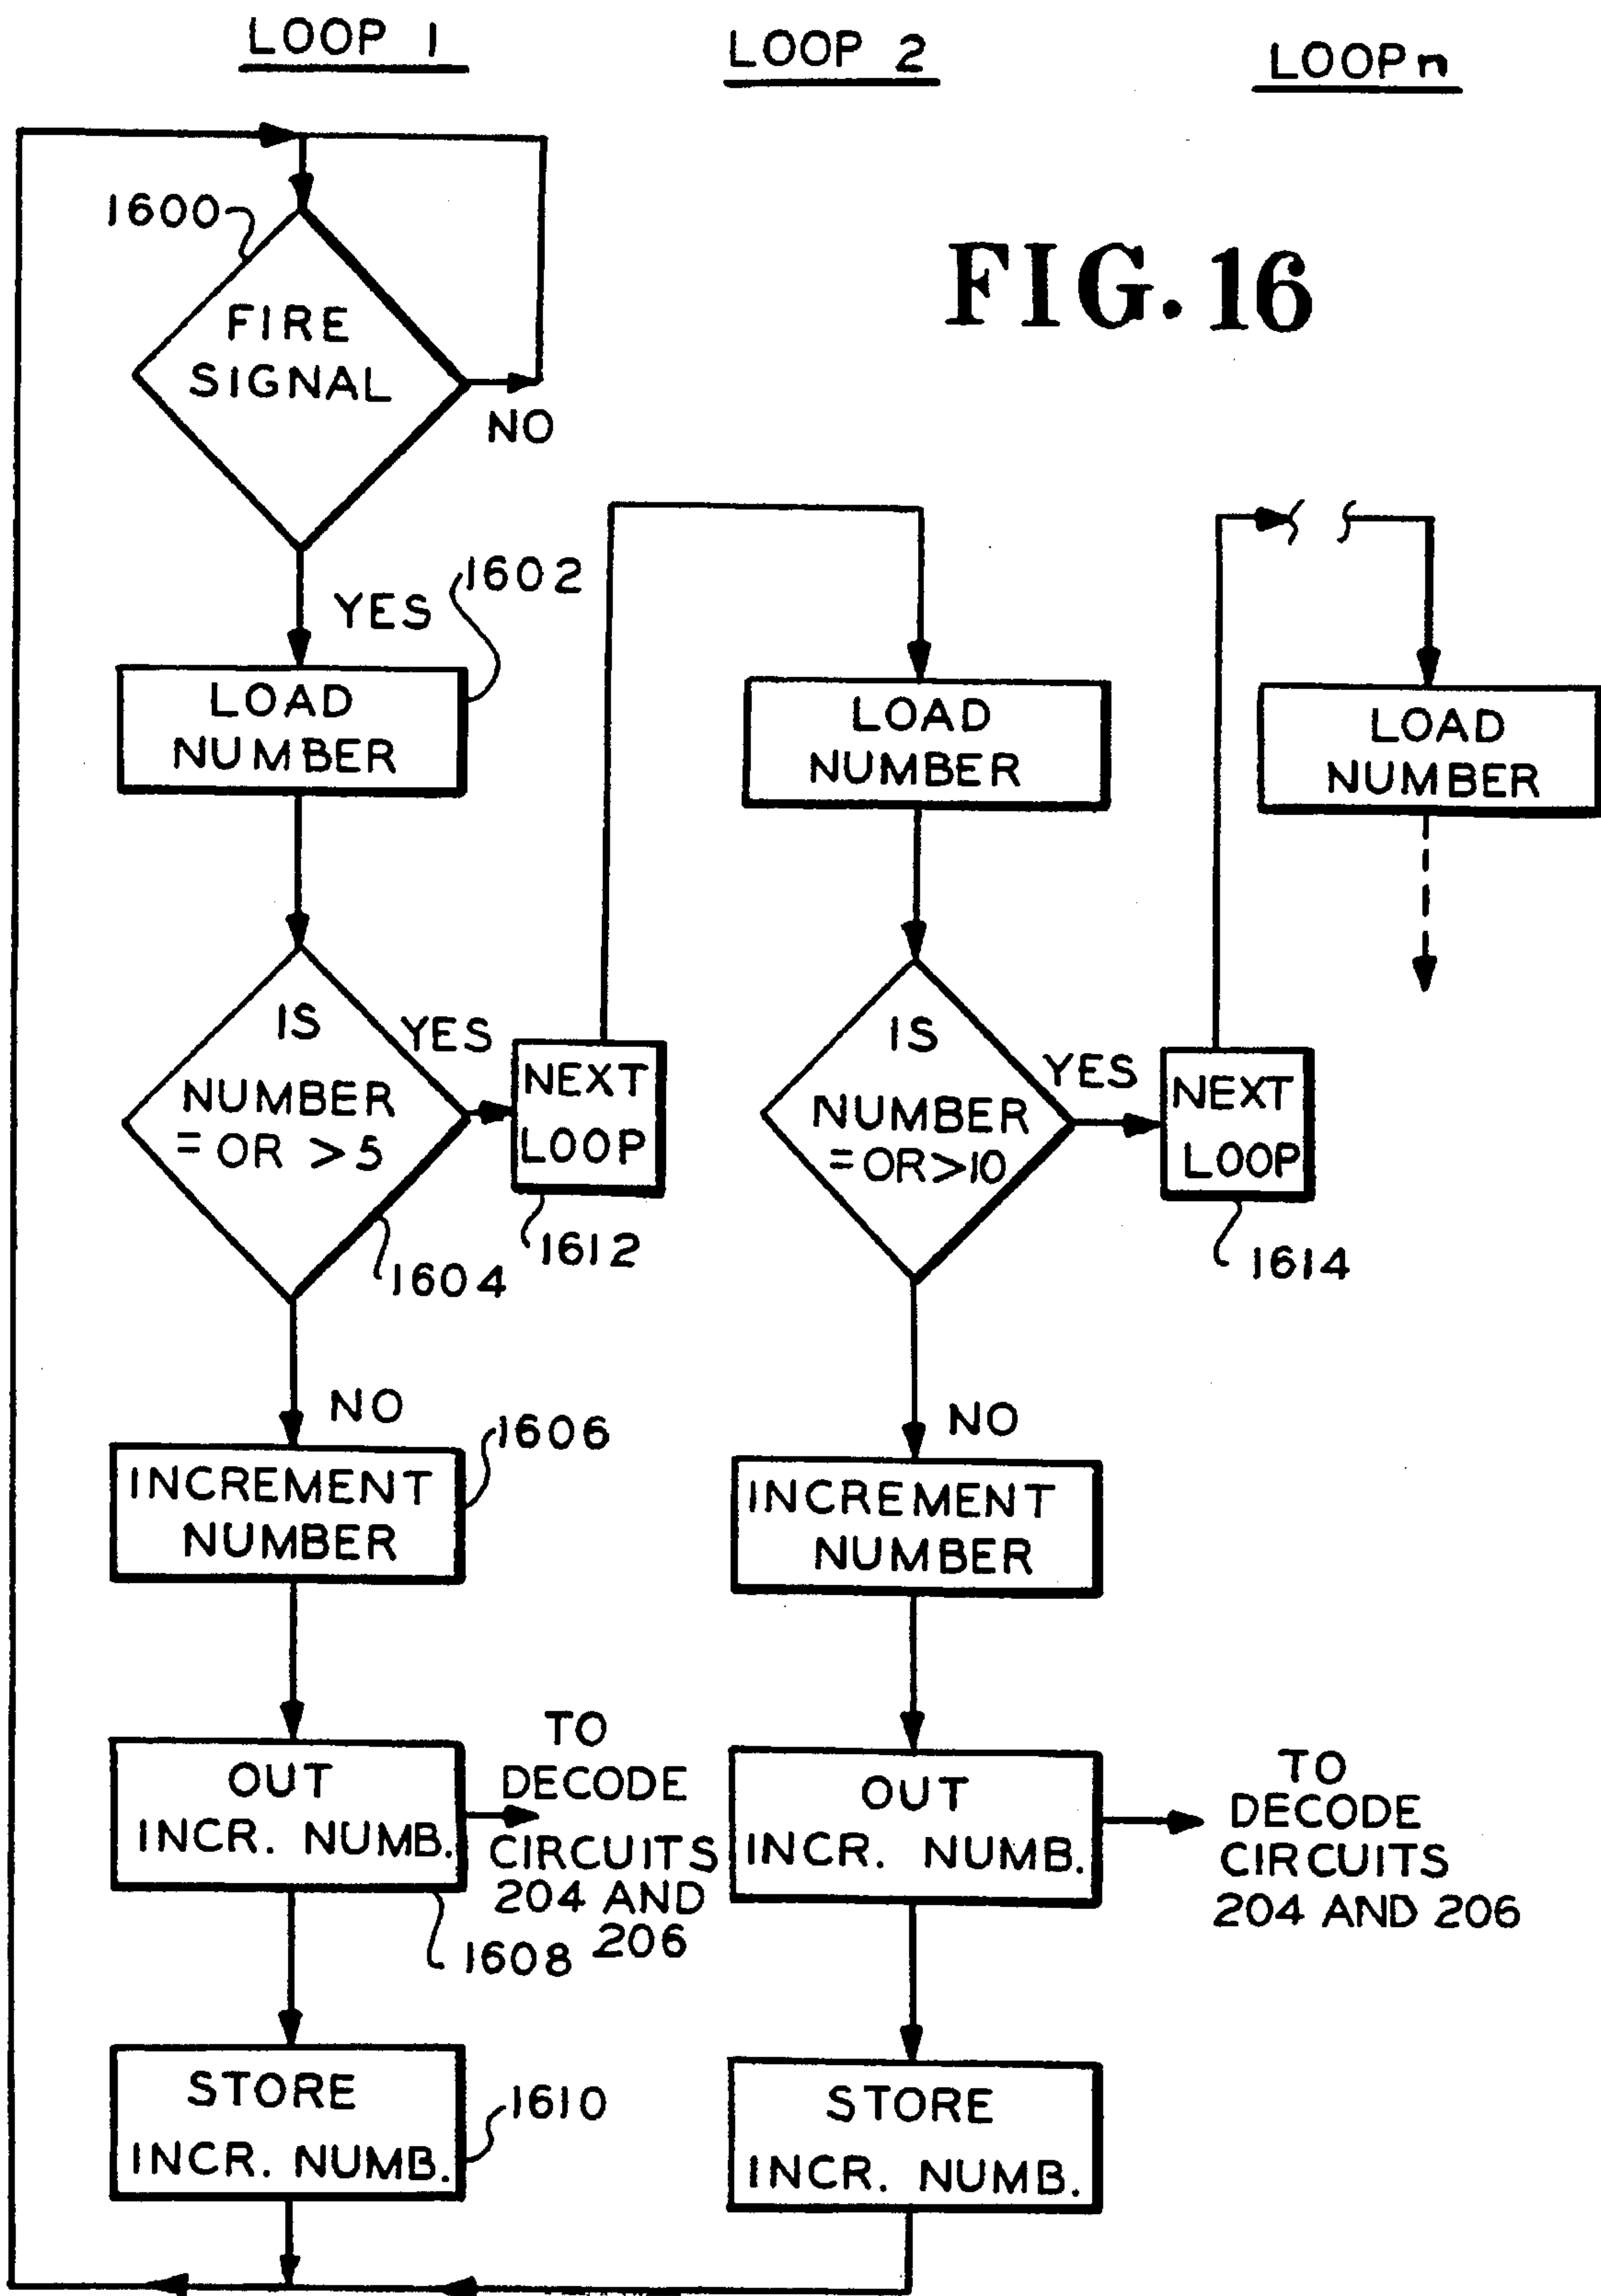 LOOP 1
LOOP 2
LOOP n
FIG. 16
1600
FIRE
SIGNAL
NO
YES
1602
LOAD
NUMBER
LOAD
NUMBER
LOAD
NUMBER
IS
NUMBER
= OR > 5
YES
NEXT
LOOP
1612
1604
IS
NUMBER
= OR > 10
YES
NEXT
LOOP
1614
NO
1606
INCREMENT
NUMBER
NO
INCREMENT
NUMBER
OUT
INCR. NUMB.
TO
DECODE
CIRCUITS
204 AND
206
1608
OUT
INCR. NUMB.
TO
DECODE
CIRCUITS
204 AND 206
STORE
INCR. NUMB.
1610
STORE
INCR. NUMB.